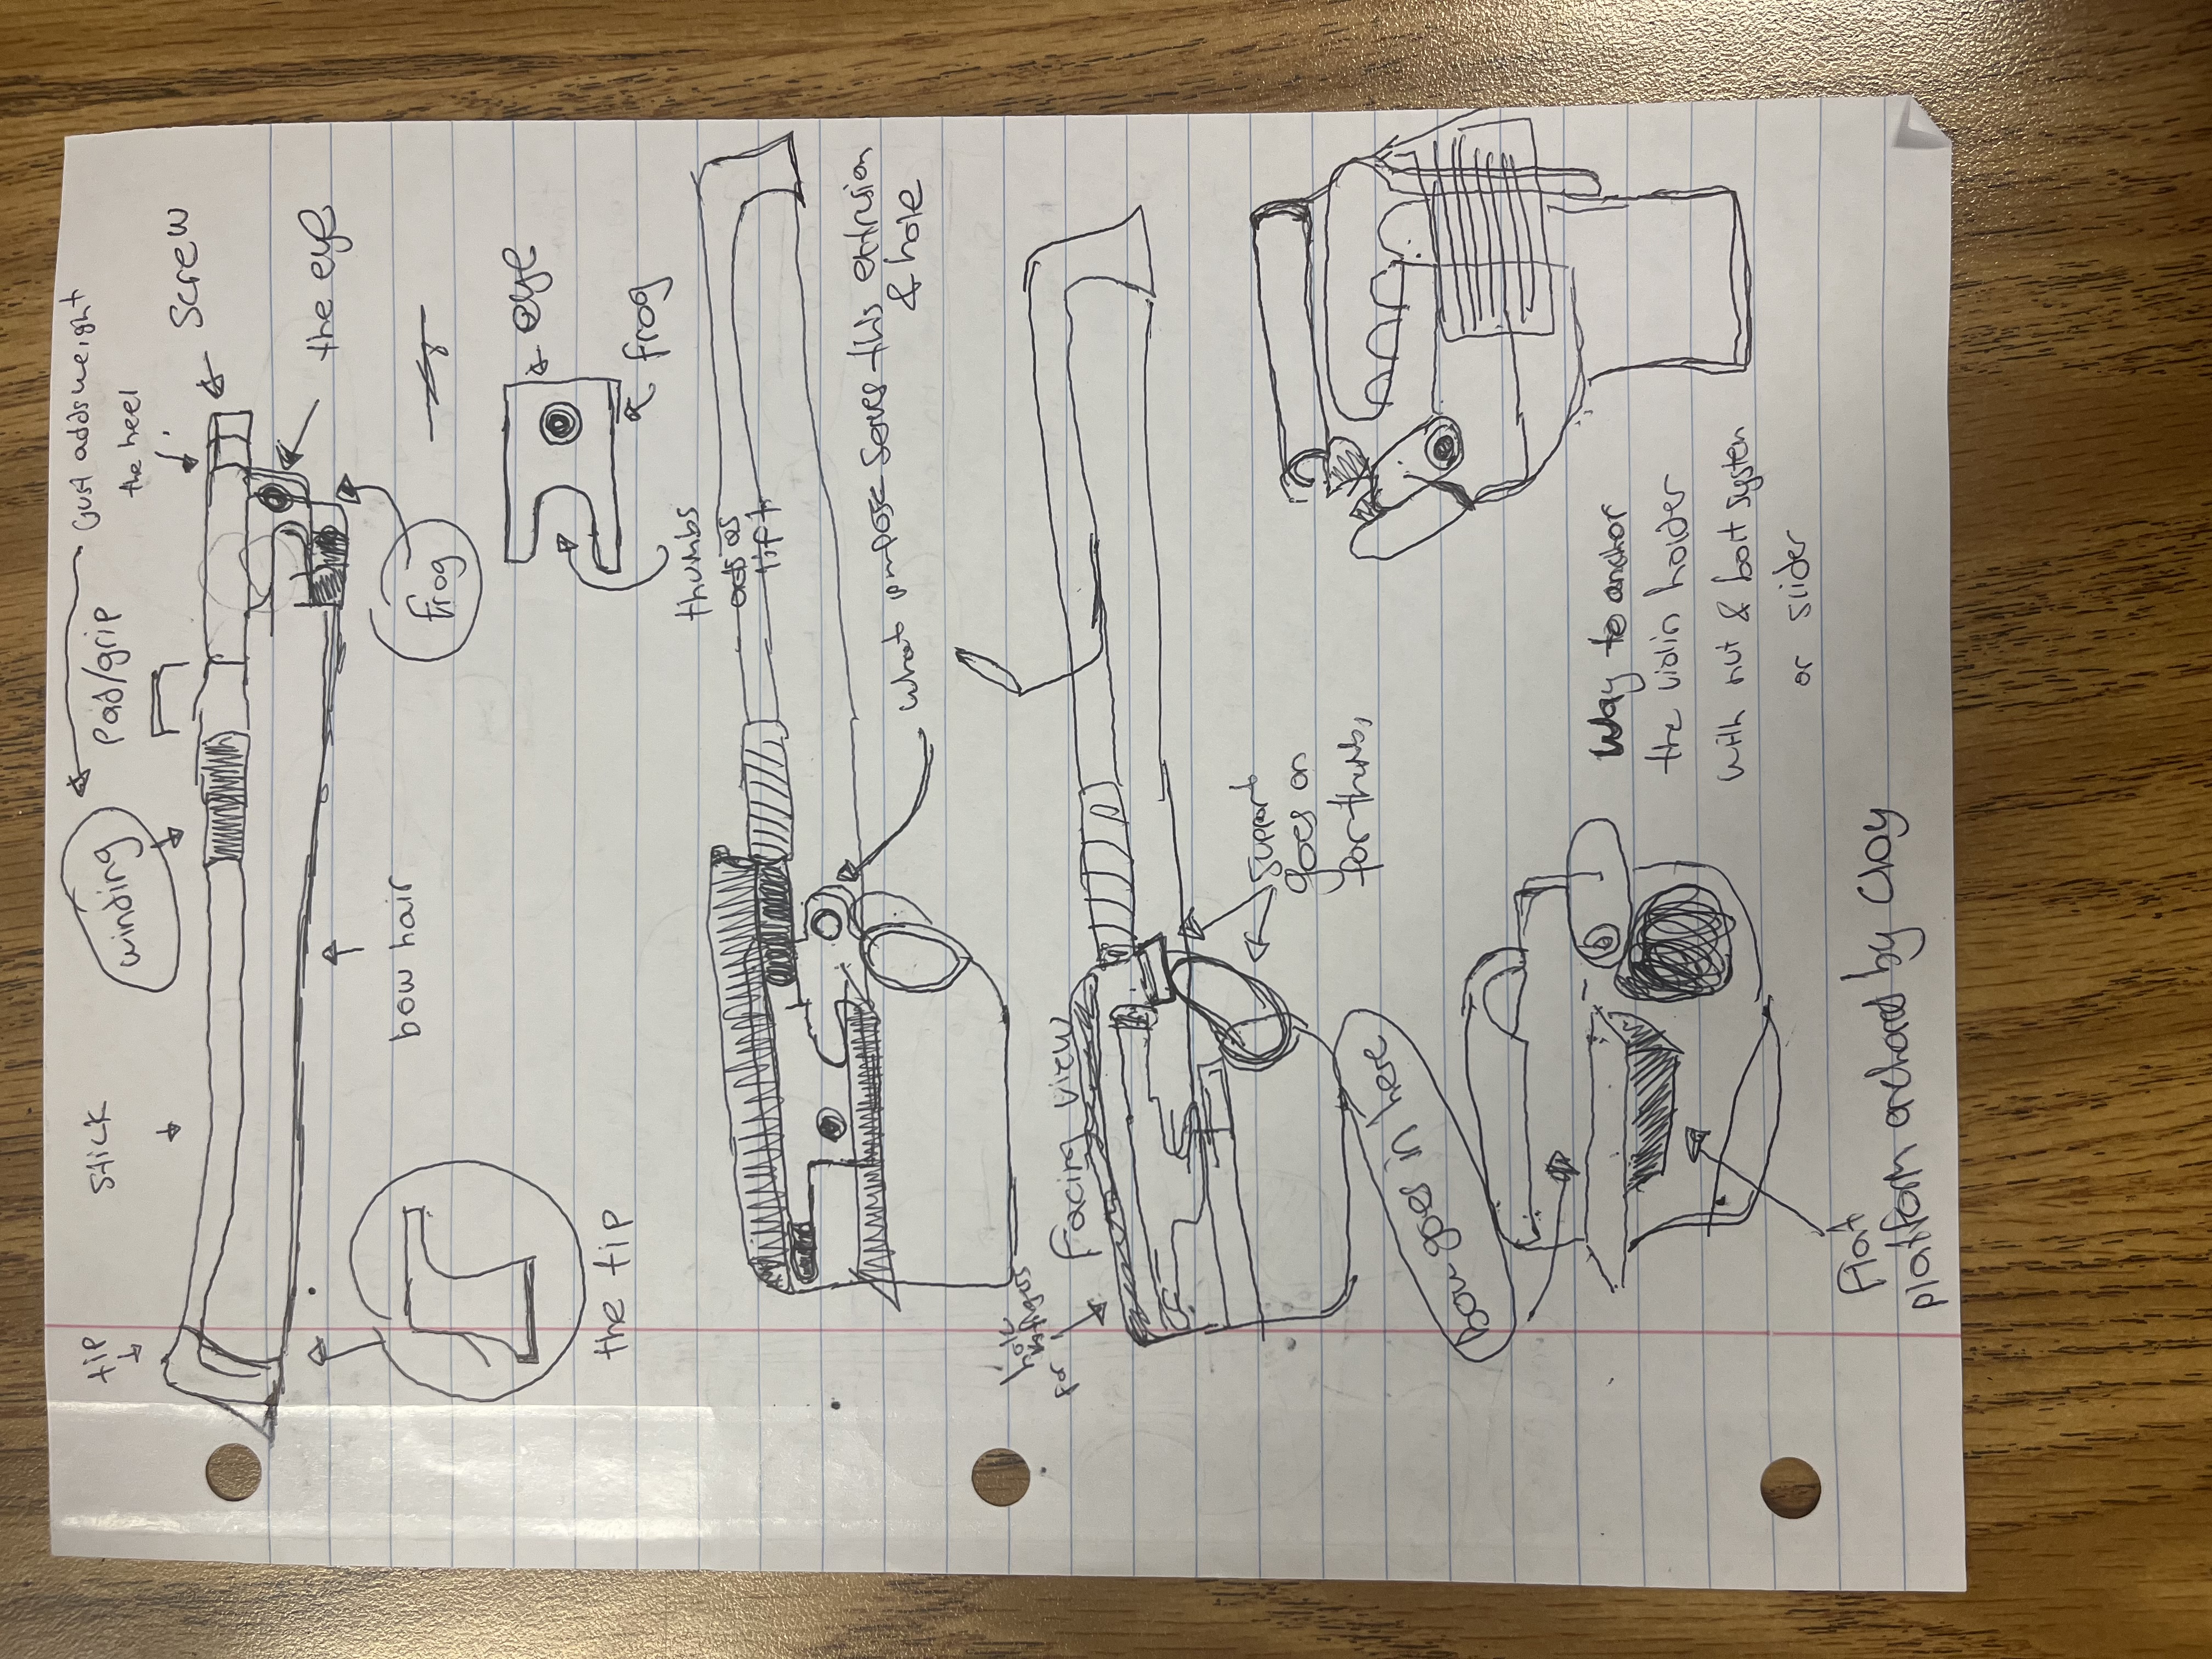 tip
stick
winding
Pad/grip
Just adds weight
the heel
screw
the eye
bow hair
frog
the tip
eye
frog
thumbs
acts as
lift
what purpose serves this extrusion
& hole
hole
for
facing view
support
goes on
for thumb,
Bow goes in here
Way to anchor
the violin holder
with nut & bolt system
or slider
flat
platform anchored by clay